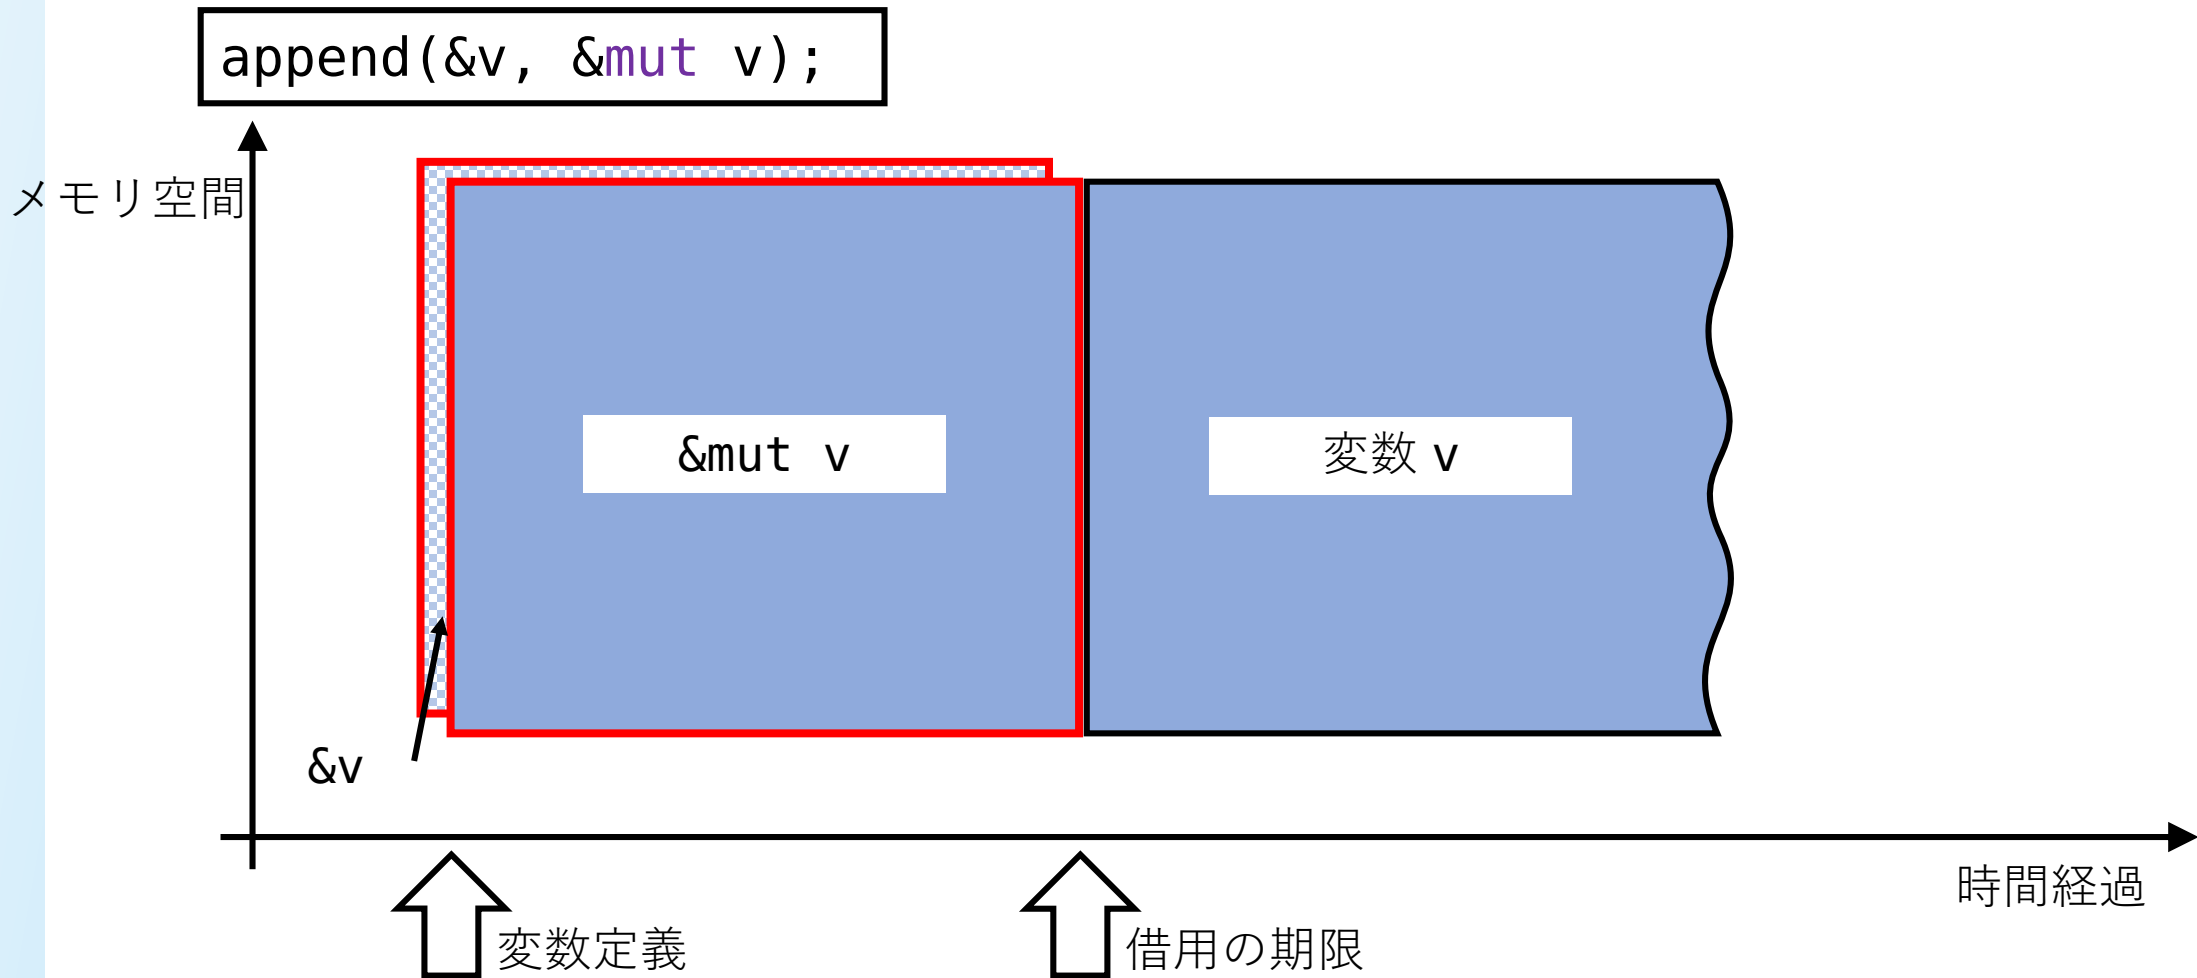 append(&v, &mut v);
メモリ空間
&mut v
変数 v
&v
時間経過
変数定義
借用の期限